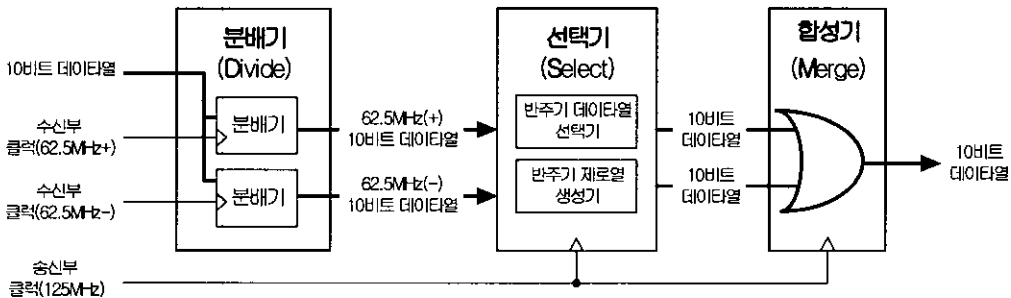 분배기
(Divide)
선택기
(Select)
합성기
(Merge)
10비트 데이타열
수신부
클럭(62.5MHz+)
수신부
클럭(62.5MHz-)
송신부
클럭(125MHz)
분배기
분배기
62.5MHz(+)
10비트 데이타열
62.5MHz(-)
10비트 데이타열
반주기 데이타열
선택기
반주기 제로열
생성기
10비트
데이타열
10비트
데이타열
10비트
데이타열